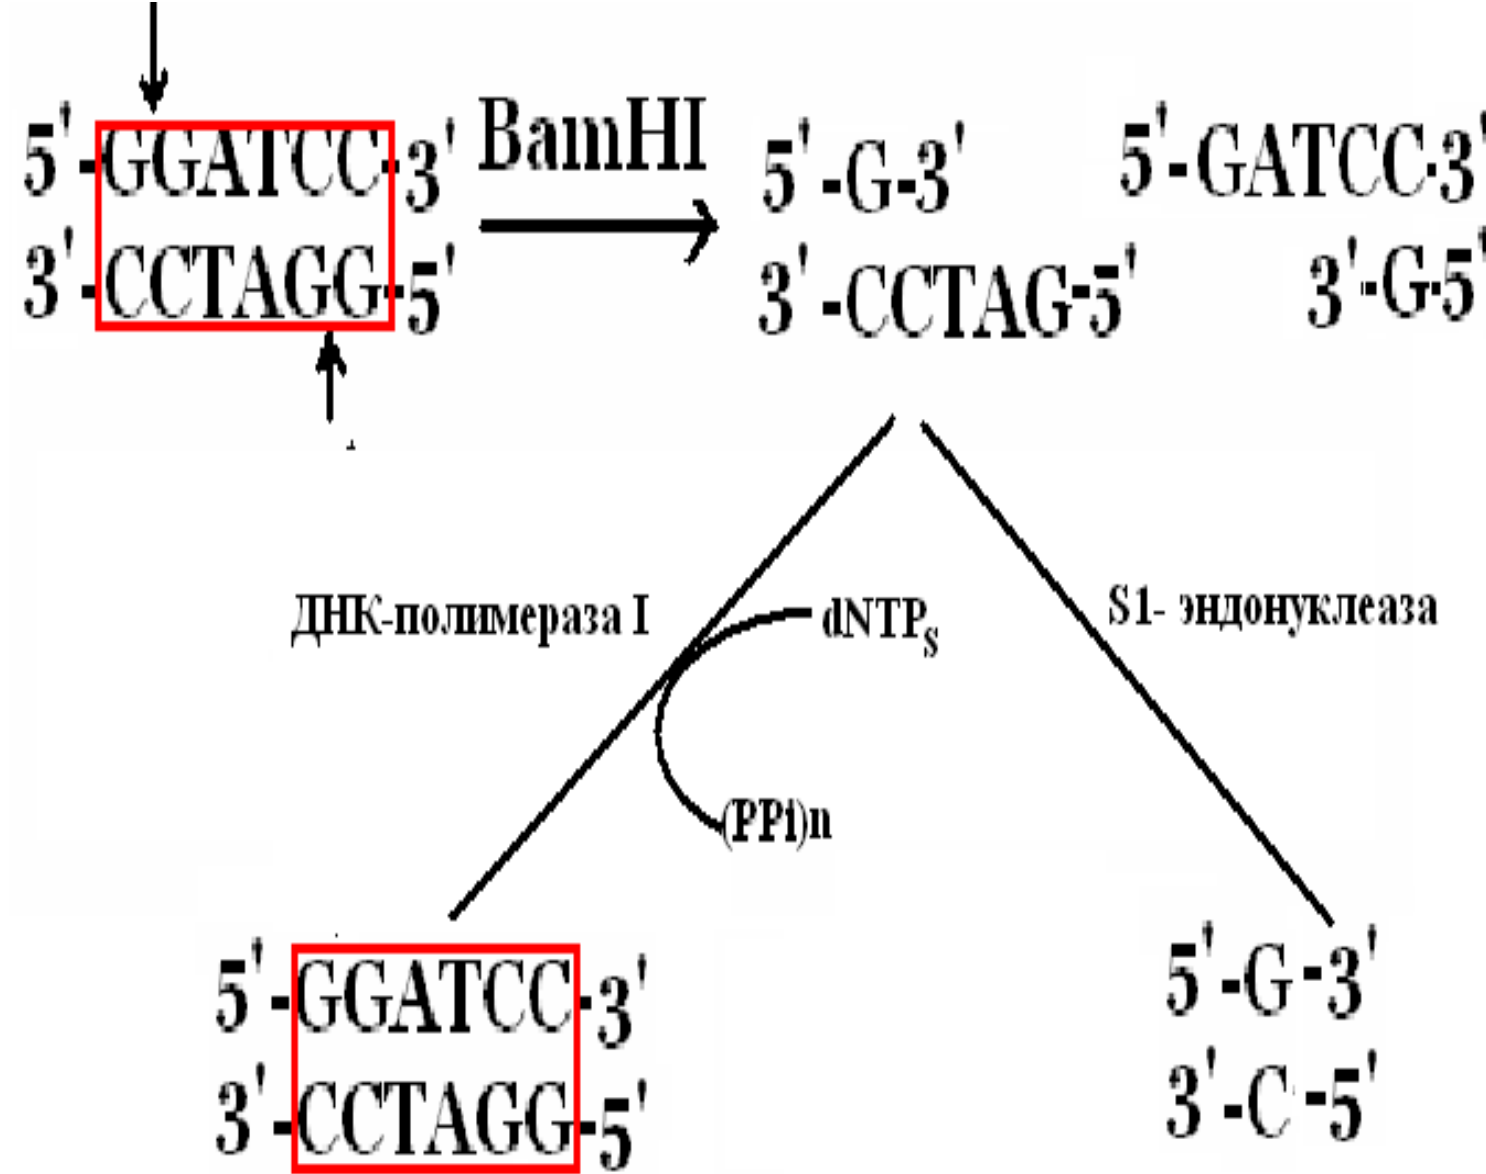 5'-GGATCC-3'
3'-CCTAGG-5'
BamHI
5'-G-3'
3'-CCTAG-5'
5'-GATCC-3'
3'-G-5'
ДНК-полимераза I
dNTPS
(PPi)n
S1- эндонуклеаза
5'-GGATCC-3'
3'-CCTAGG-5'
5'-G-3'
3'-C-5'